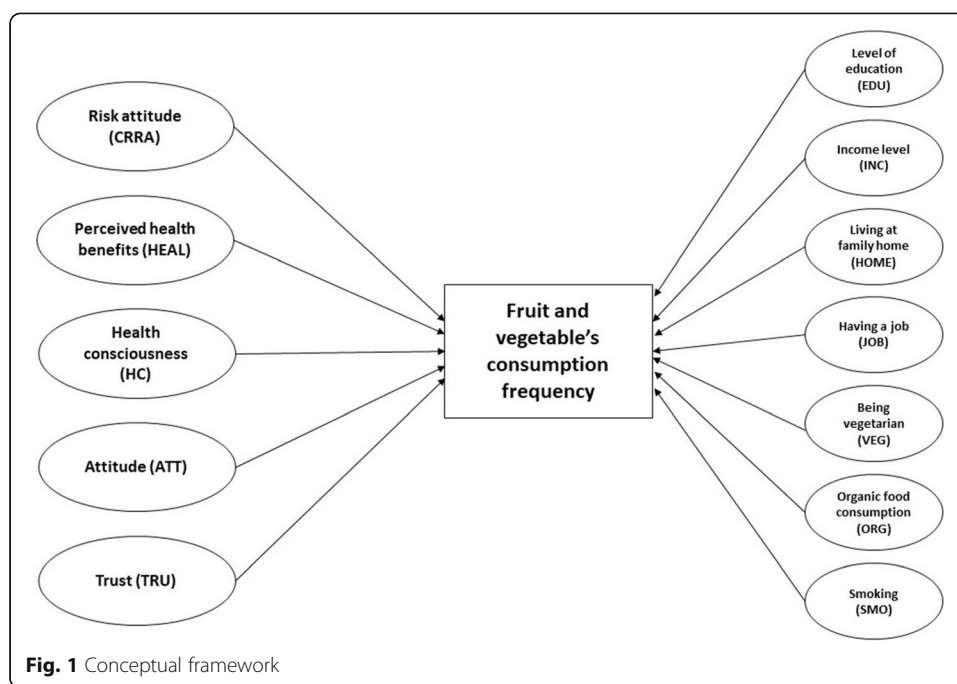 Risk attitude
(CRRA)
Perceived health
benefits (HEAL)
Health
consciousness
(HC)
Attitude (ATT)
Trust (TRU)
Fruit and
vegetable's
consumption
frequency
Level of
education
(EDU)
Income level
(INC)
Living at
family home
(HOME)
Having a job
(JOB)
Being
vegetarian
(VEG)
Organic food
consumption
(ORG)
Smoking
(SMO)
Fig. 1 Conceptual framework